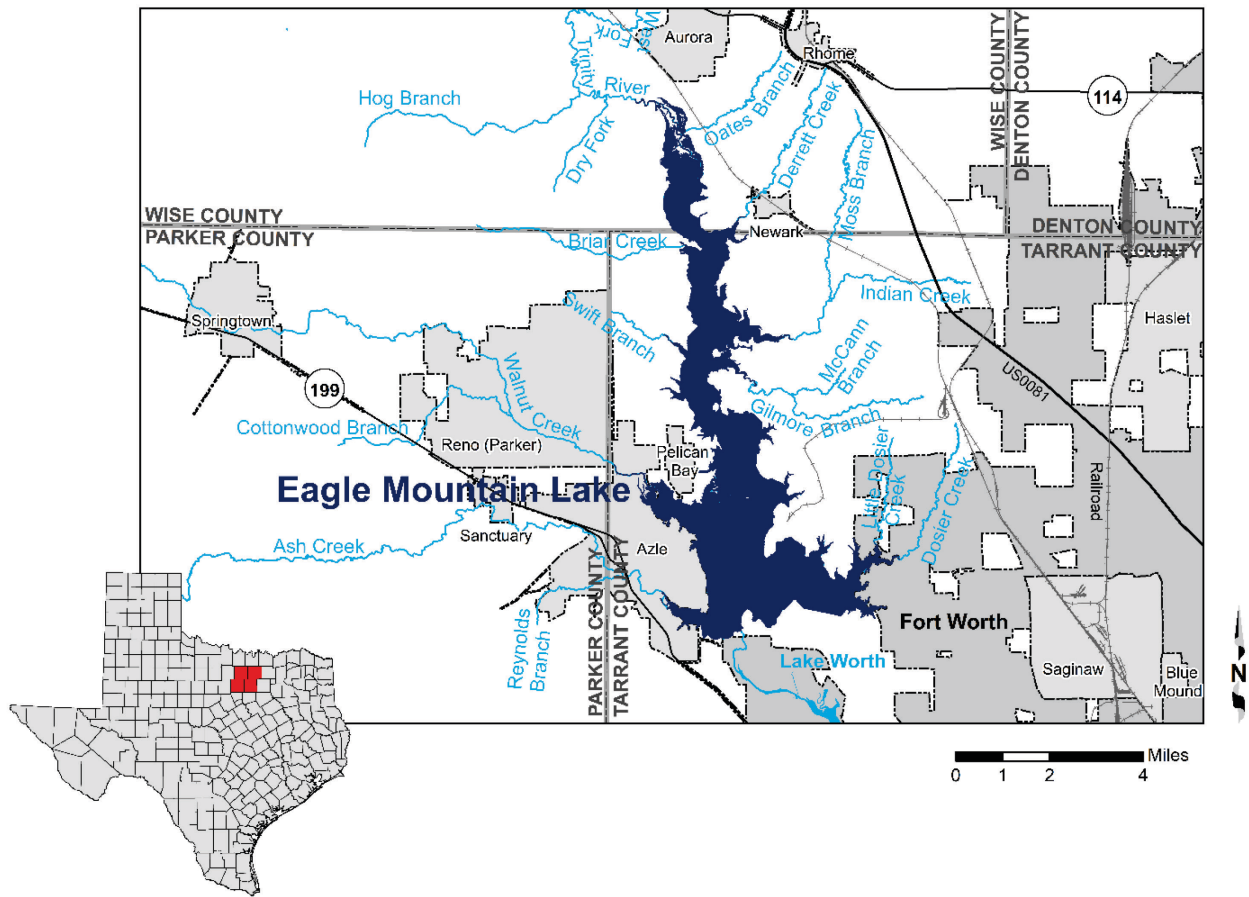 Aurora
Rhome
West
Fork
Trinity
River
Hog Branch
Dry Fork
Oates Branch
Derrett Creek
Moss Branch
WISE COUNTY
DENTON COUNTY
114
WISE COUNTY
PARKER COUNTY
Newark
DENTON COUNTY
TARRANT COUNTY
Briar Creek
Indian Creek
Springtown
Swift Branch
Haslet
McCann
Branch
US0081
199
Walnut Creek
Gilmore Branch
Cottonwood Branch
Reno (Parker)
Pelican
Bay
Little Dosier
Creek
Railroad
Eagle Mountain Lake
Dosier Creek
Sanctuary
Ash Creek
Azle
PARKER COUNTY
TARRANT COUNTY
Reynolds
Branch
Fort Worth
Lake Worth
Saginaw
Blue
Mound
N
Miles
0 1 2 4